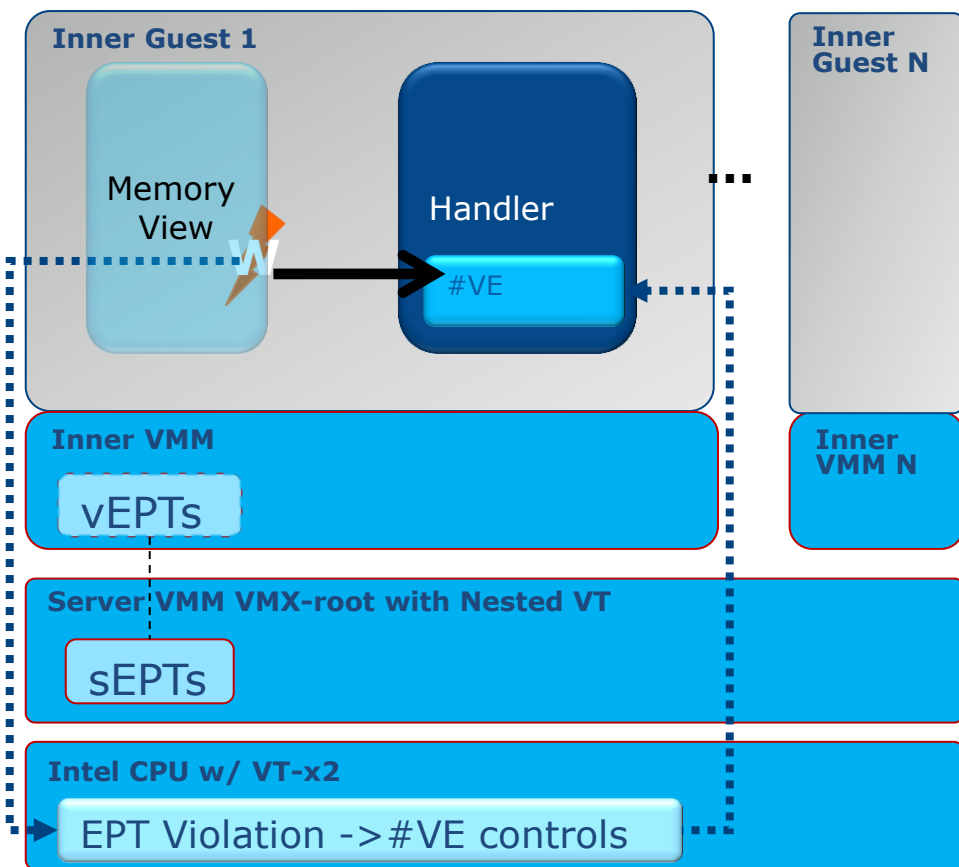 Inner Guest 1
Inner
Guest N
Memory
View
W
Handler
#VE
...
Inner VMM
Inner
VMM N
vEPTs
Server VMM VMX-root with Nested VT
sEPTs
Intel CPU w/ VT-x2
EPT Violation ->#VE controls